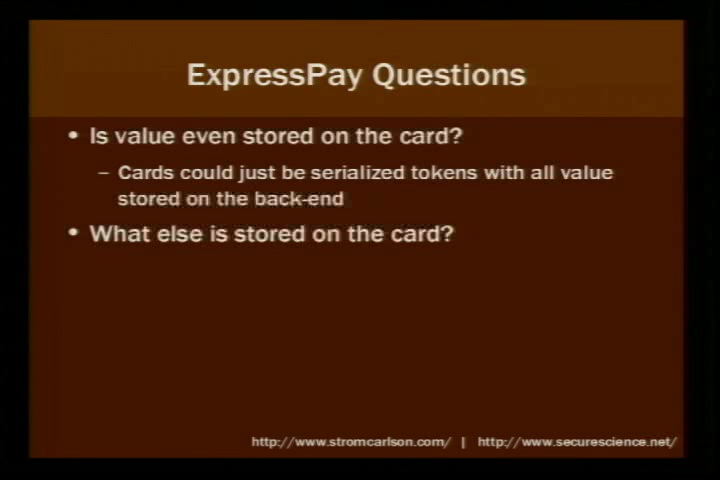 ExpressPay Questions
• Is value even stored on the card?
– Cards could just be serialized tokens with all value
stored on the back-end
• What else is stored on the card?
http://www.stromcarlson.com/ | http://www.securescience.net/